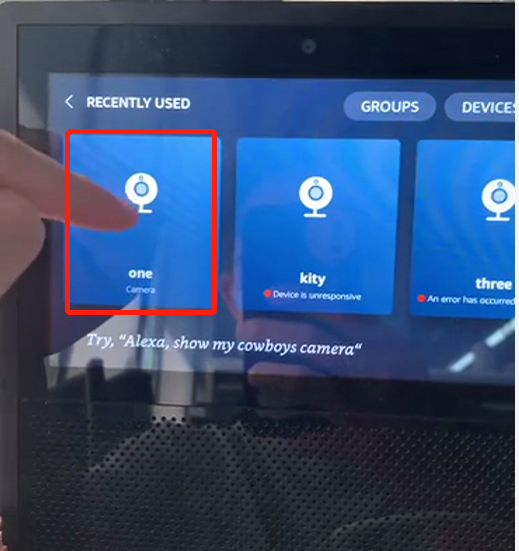 RECENTLY USED
GROUPS
DEVICES
one
Camera
kity
Device is unresponsive
three
An error has occurred
Try, “Alexa, show my cowboys camera“